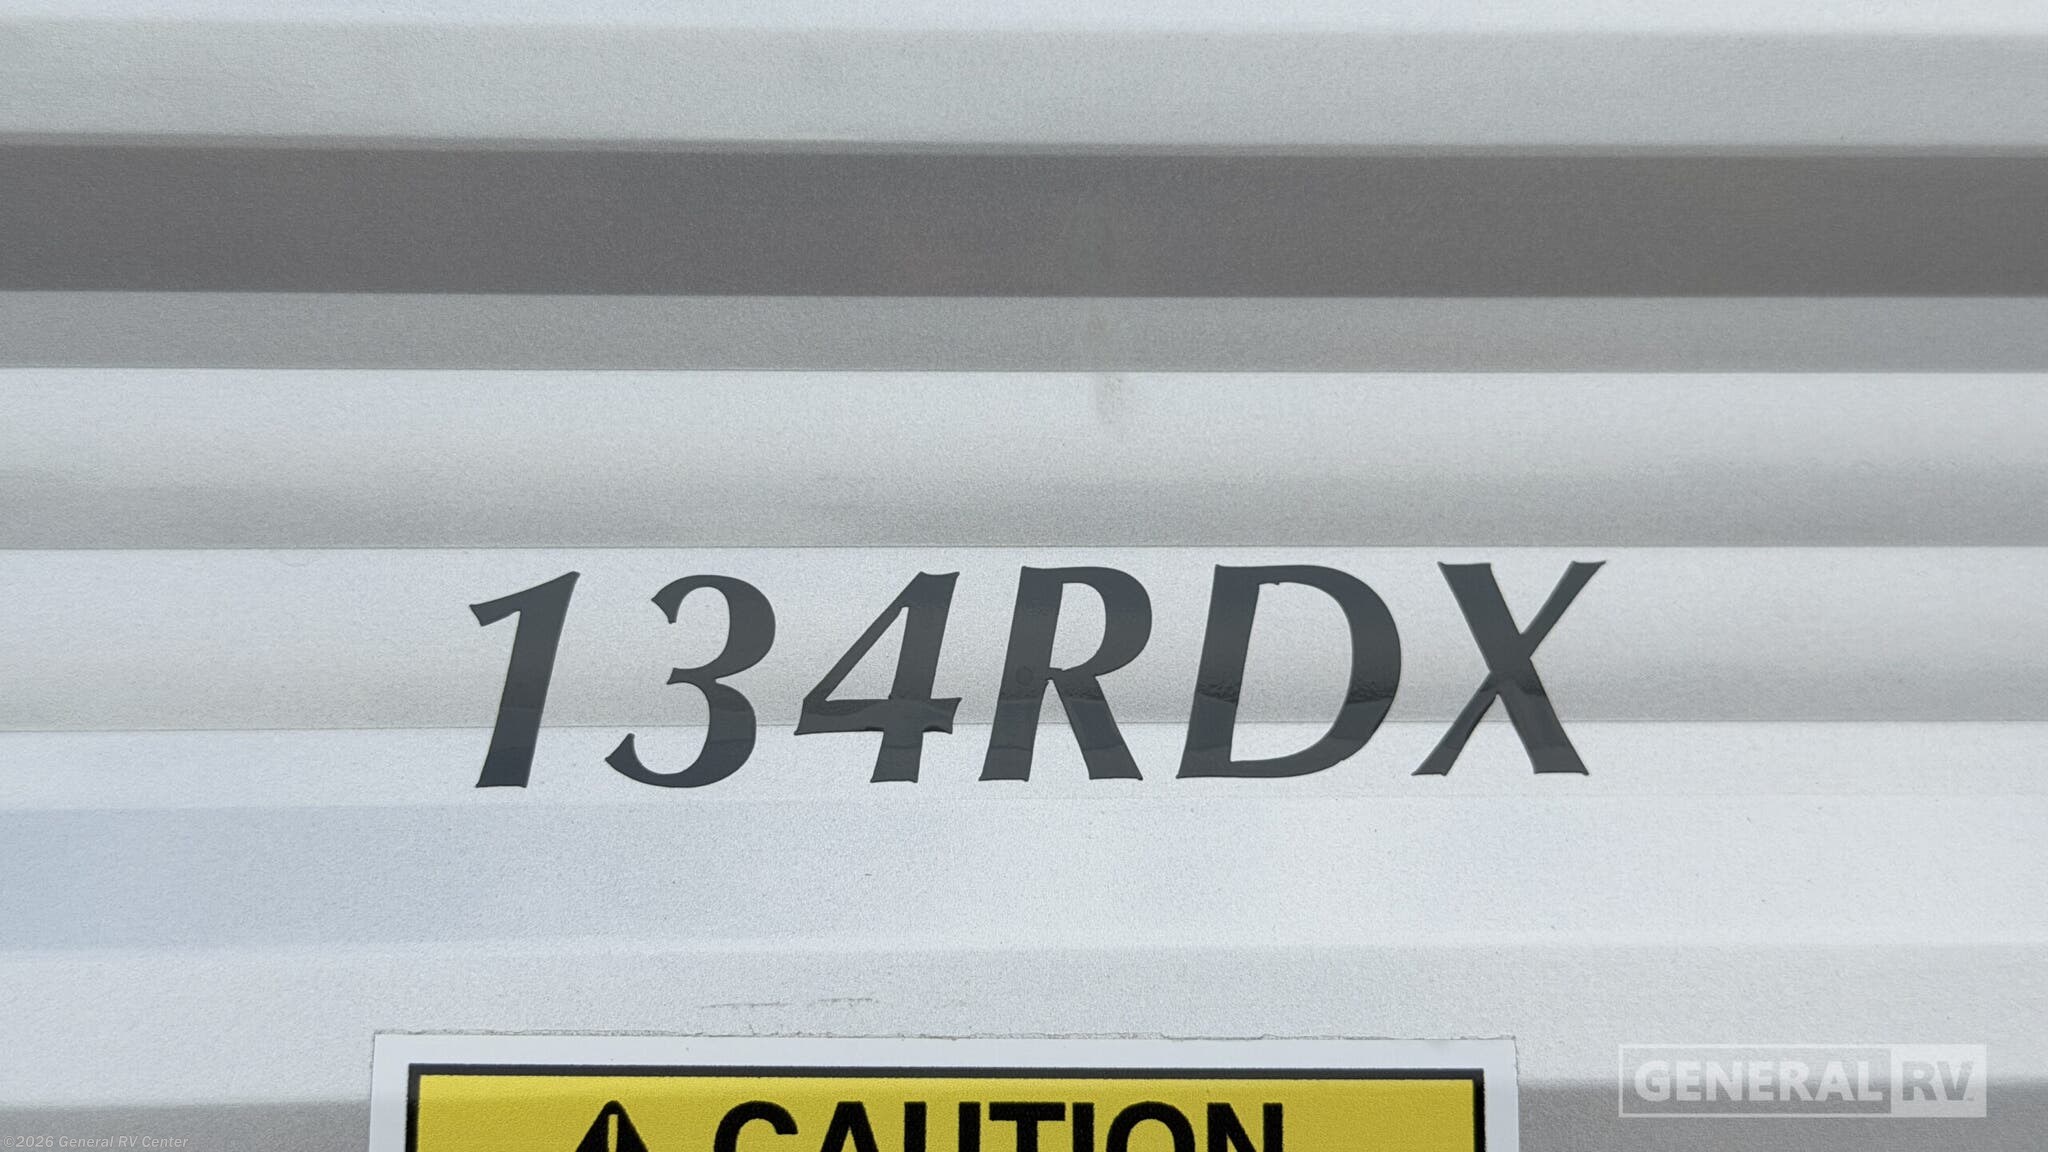 134RDX
CAUTION
GENERAL RV
©2026 General RV Center